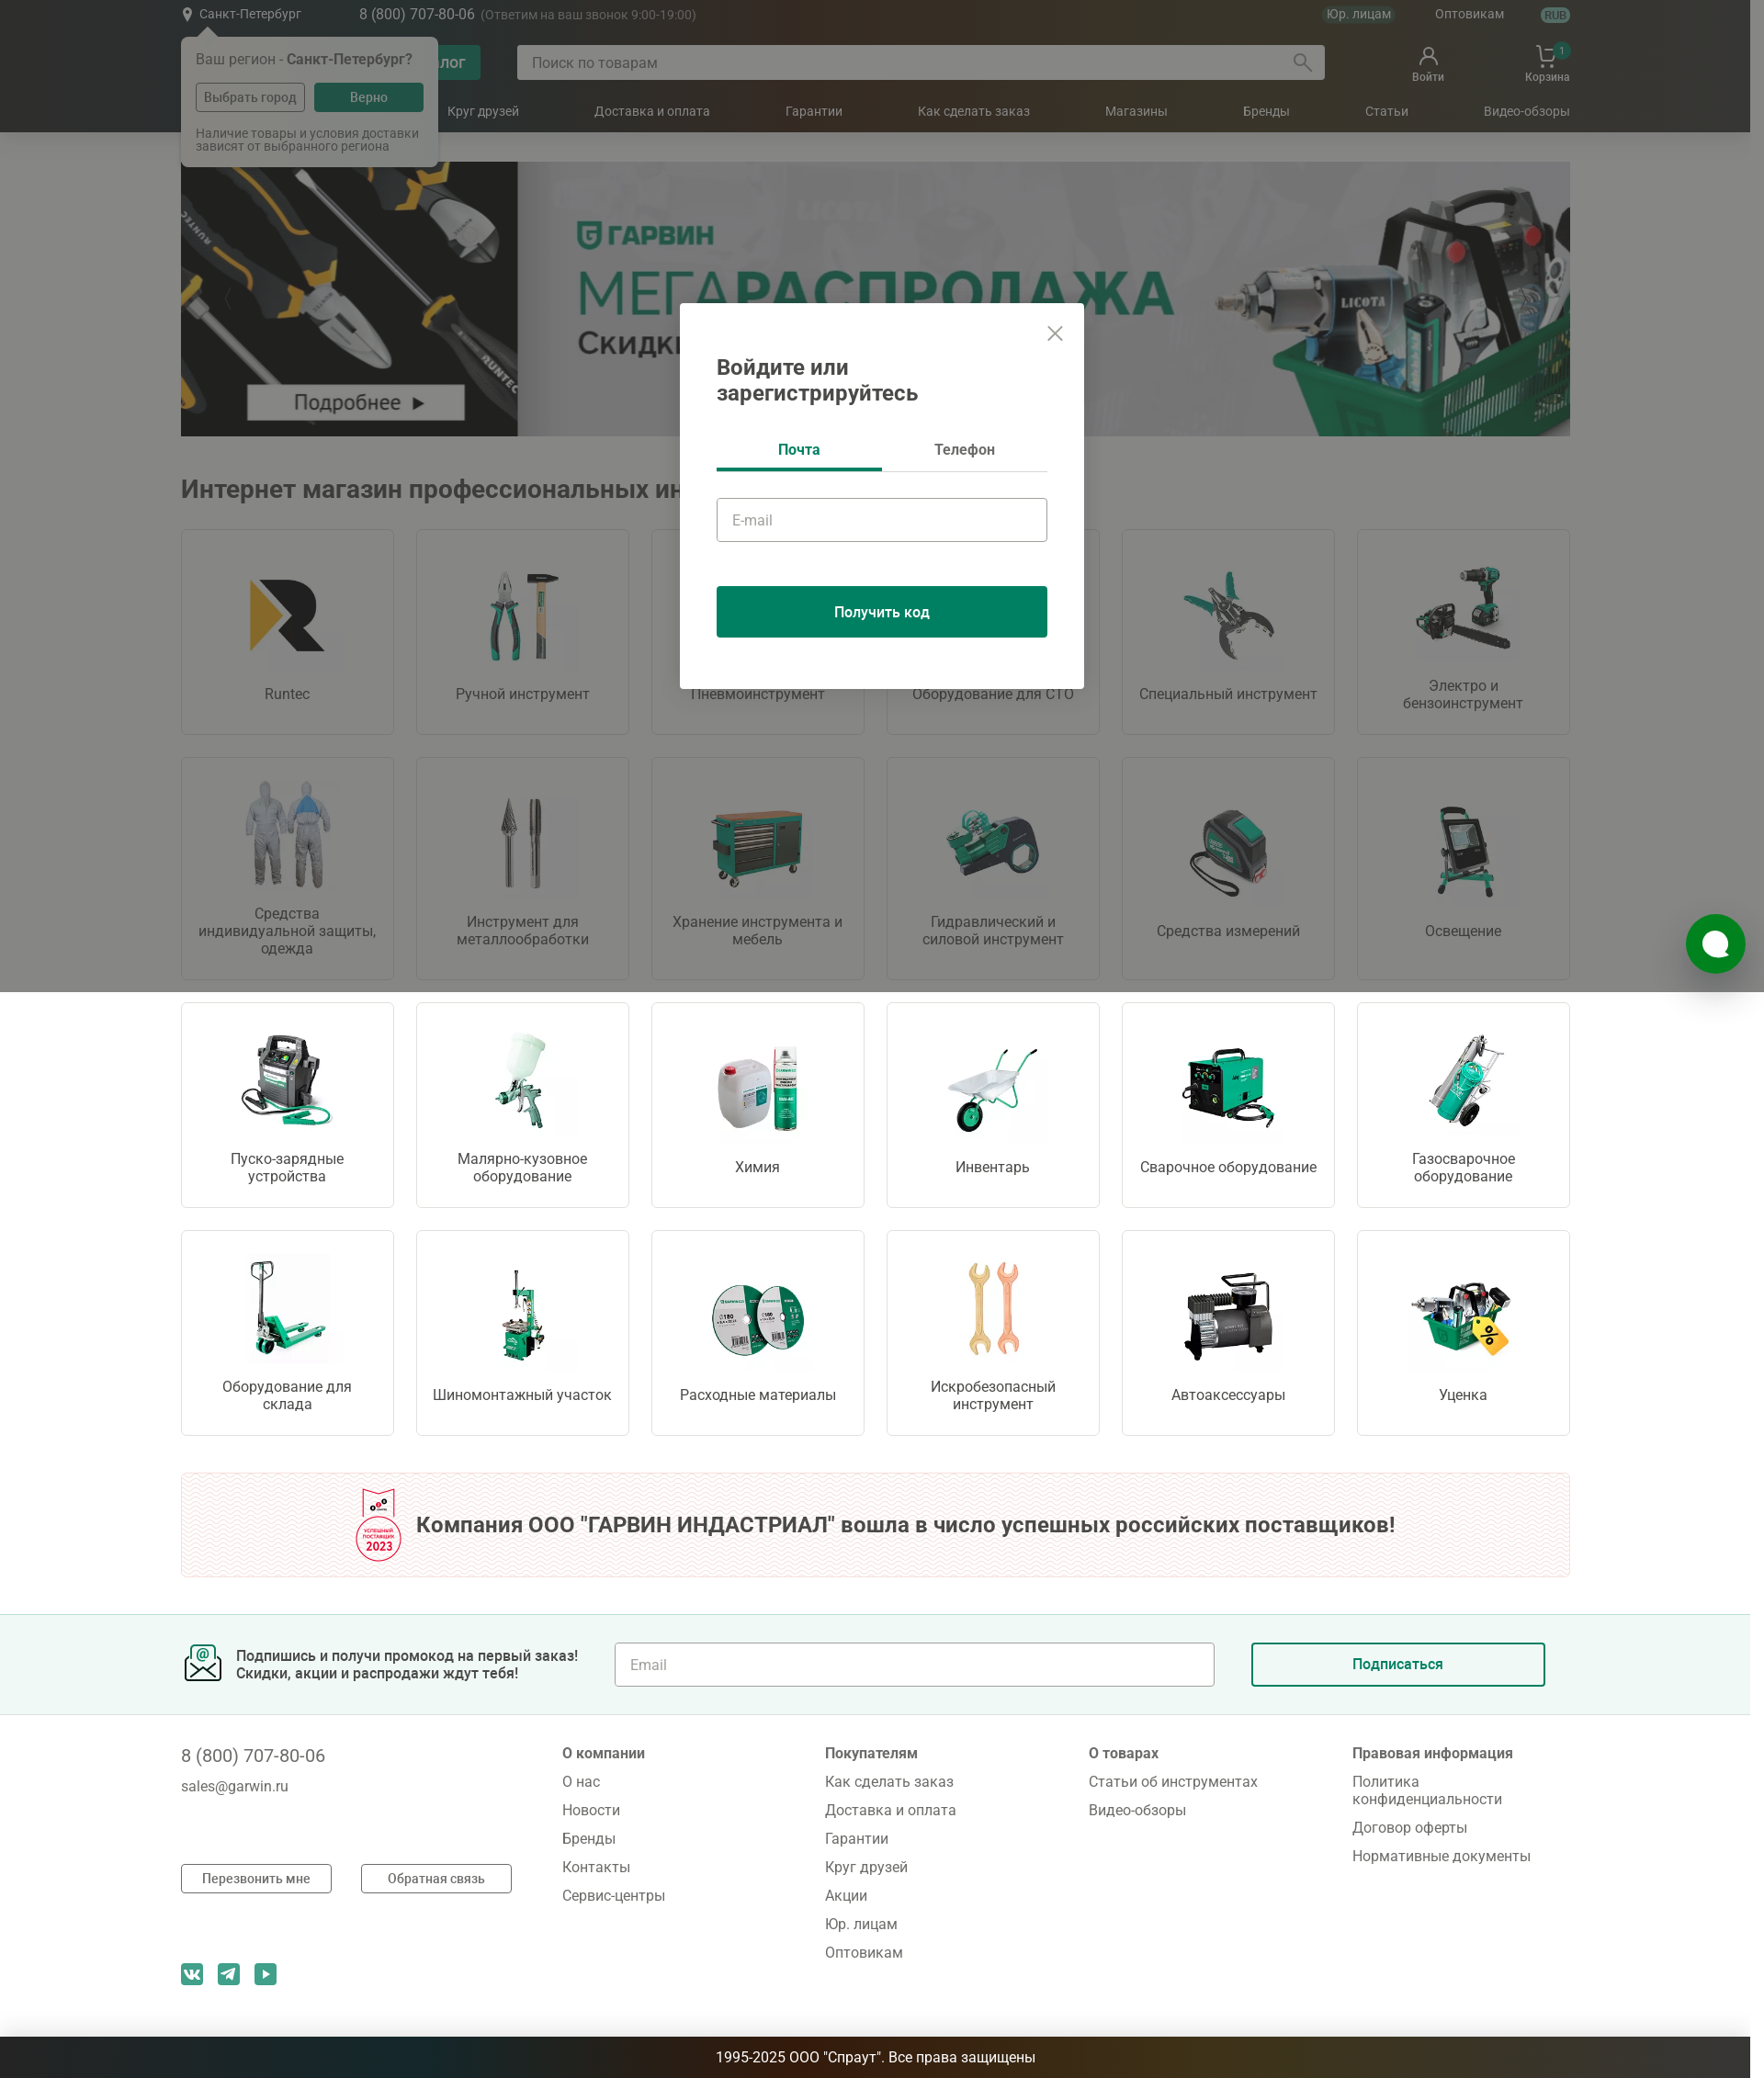 Санкт-Петербург
8 (800) 707-80-06 (Ответим на ваш звонок 9:00-19:00)
Юр. лицам
Оптовикам
RUB
Ваш регион - Санкт-Петербург?
Выбрать город
Верно
Наличие товары и условия доставки
зависят от выбранного региона
Поиск по товарам
Войти
1
Корзина
Круг друзей
Доставка и оплата
Гарантии
Как сделать заказ
Магазины
Бренды
Статьи
Видео-обзоры
RUNTEC
RUNTEC
Подробнее
ГАРВИН
МЕГАРАСПРОДАЖА
Скидки
LICOTA
Войдите или
зарегистрируйтесь
Почта
Телефон
E-mail
Получить код
Интернет магазин профессиональных
Runtec
Ручной инструмент
Пневмоинструмент
Оборудование для СТО
Специальный инструмент
Электро и
бензоинструмент
Средства
индивидуальной защиты,
одежда
Инструмент для
металлообработки
Хранение инструмента и
мебель
Гидравлический и
силовой инструмент
Средства измерений
Освещение
Пуско-зарядные
устройства
Малярно-кузовное
оборудование
Химия
Инвентарь
Сварочное оборудование
Газосварочное
оборудование
Оборудование для
склада
Шиномонтажный участок
Расходные материалы
Искробезопасный
инструмент
Автоаксессуары
Уценка
УСПЕШНЫЙ
ПОСТАВЩИК
2023
Компания ООО "ГАРВИН ИНДАСТРИАЛ" вошла в число успешных российских поставщиков!
Подпишись и получи промокод на первый заказ!
Скидки, акции и распродажи ждут тебя!
Email
Подписаться
8 (800) 707-80-06
sales@garwin.ru
Перезвонить мне
Обратная связь
О компании
О нас
Новости
Бренды
Контакты
Сервис-центры
Покупателям
Как сделать заказ
Доставка и оплата
Гарантии
Круг друзей
Акции
Юр. лицам
Оптовикам
О товарах
Статьи об инструментах
Видео-обзоры
Правовая информация
Политика
конфиденциальности
Договор оферты
Нормативные документы
1995-2025 ООО "Спраут". Все права защищены